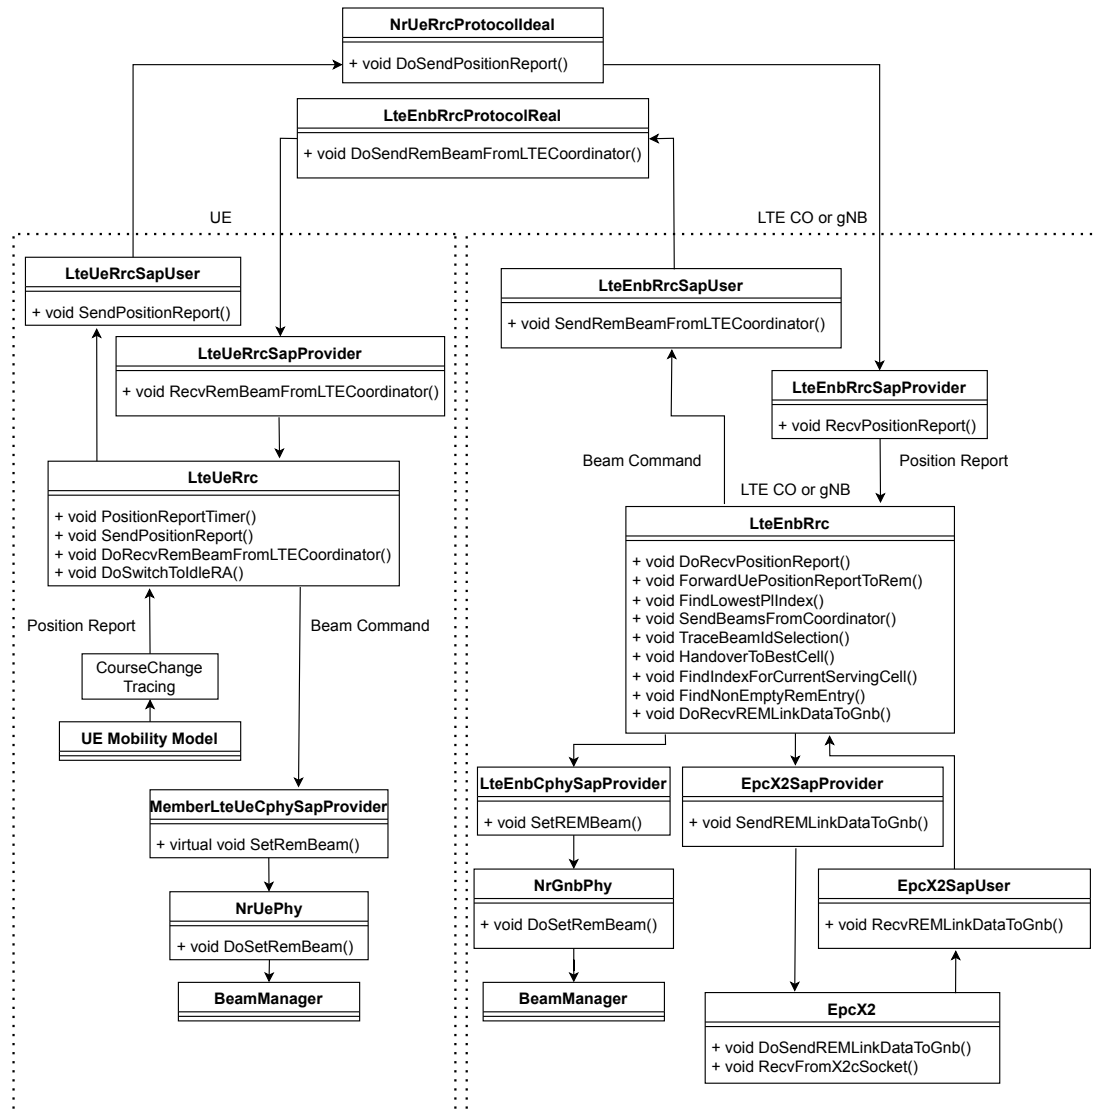 NrUeRrcProtocolIdeal
+ void DoSendPositionReport()
LteEnbRrcProtocolReal
+ void DoSendRemBeamFromLTECoordinator()
UE
LTE CO or gNB
LteUeRrcSapUser
+ void SendPositionReport()
LteUeRrcSapProvider
+ void RecvRemBeamFromLTECoordinator()
LteUeRrc
+ void PositionReportTimer()
+ void SendPositionReport()
+ void DoRecvRemBeamFromLTECoordinator()
+ void DoSwitchToIdleRA()
Position Report
Beam Command
CourseChange
Tracing
UE Mobility Model
MemberLteUeCphySapProvider
+ virtual void SetRemBeam()
NrUePhy
+ void DoSetRemBeam()
BeamManager
LteEnbRrcSapUser
+ void SendRemBeamFromLTECoordinator()
LteEnbRrcSapProvider
+ void RecvPositionReport()
Beam Command
Position Report
LTE CO or gNB
LteEnbRrc
+ void DoRecvPositionReport()
+ void ForwardUePositionReportToRem()
+ void FindLowestPlIndex()
+ void SendBeamsFromCoordinator()
+ void TraceBeamIdSelection()
+ void HandoverToBestCell()
+ void FindIndexForCurrentServingCell()
+ void FindNonEmptyRemEntry()
+ void DoRecvREMLinkDataToGnb()
LteEnbCphySapProvider
+ void SetREMBeam()
EpcX2SapProvider
+ void SendREMLinkDataToGnb()
NrGnbPhy
+ void DoSetRemBeam()
EpcX2SapUser
+ void RecvREMLinkDataToGnb()
BeamManager
EpcX2
+ void DoSendREMLinkDataToGnb()
+ void RecvFromX2cSocket()